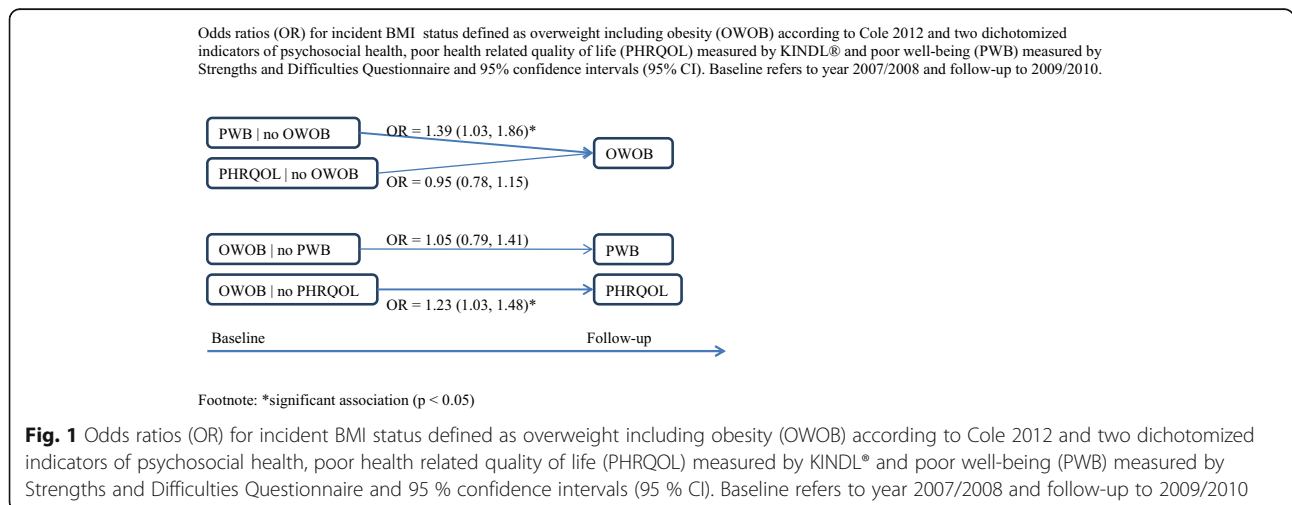 Odds ratios (OR) for incident BMI status defined as overweight including obesity (OWOB) according to Cole 2012 and two dichotomized
indicators of psychosocial health, poor health related quality of life (PHRQOL) measured by KINDL® and poor well-being (PWB) measured by
Strengths and Difficulties Questionnaire and 95% confidence intervals (95% CI). Baseline refers to year 2007/2008 and follow-up to 2009/2010.
PWB | no OWOB
OR = 1.39 (1.03, 1.86)*
OWOB
PHRQOL | no OWOB
OR = 0.95 (0.78, 1.15)
OWOB | no PWB
OR = 1.05 (0.79, 1.41)
PWB
OWOB | no PHRQOL
OR = 1.23 (1.03, 1.48)*
PHRQOL
Baseline
Follow-up
Footnote: *significant association (p < 0.05)
Fig. 1 Odds ratios (OR) for incident BMI status defined as overweight including obesity (OWOB) according to Cole 2012 and two dichotomized
indicators of psychosocial health, poor health related quality of life (PHRQOL) measured by KINDL® and poor well-being (PWB) measured by
Strengths and Difficulties Questionnaire and 95 % confidence intervals (95 % CI). Baseline refers to year 2007/2008 and follow-up to 2009/2010